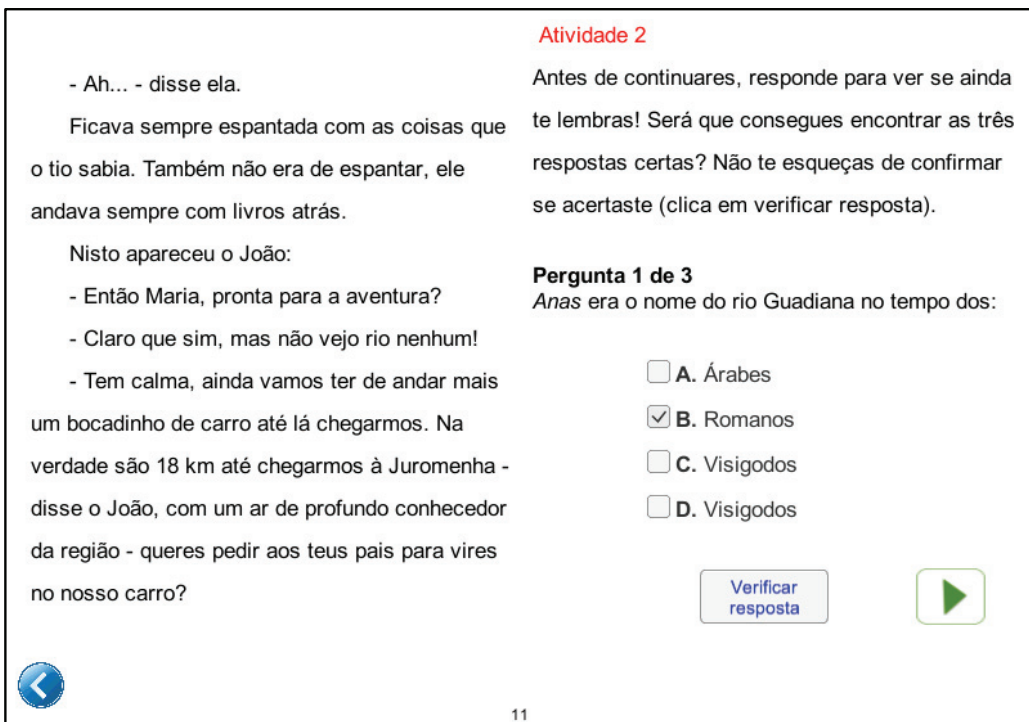 - Ah... - disse ela.
Ficava sempre espantada com as coisas que
o tio sabia. Também não era de espantar, ele
andava sempre com livros atrás.
Nisto apareceu o João:
- Então Maria, pronta para a aventura?
- Claro que sim, mas não vejo rio nenhum!
- Tem calma, ainda vamos ter de andar mais
um bocadinho de carro até lá chegarmos. Na
verdade são 18 km até chegarmos à Juromenha -
disse o João, com um ar de profundo conhecedor
da região - queres pedir aos teus pais para vires
no nosso carro?
Atividade 2
Antes de continuares, responde para ver se ainda
te lembras! Será que consegues encontrar as três
respostas certas? Não te esqueças de confirmar
se acertaste (clica em verificar resposta).
Pergunta 1 de 3
Anas era o nome do rio Guadiana no tempo dos:
A. Árabes
B. Romanos
C. Visigodos
D. Visigodos
Verificar
resposta
11